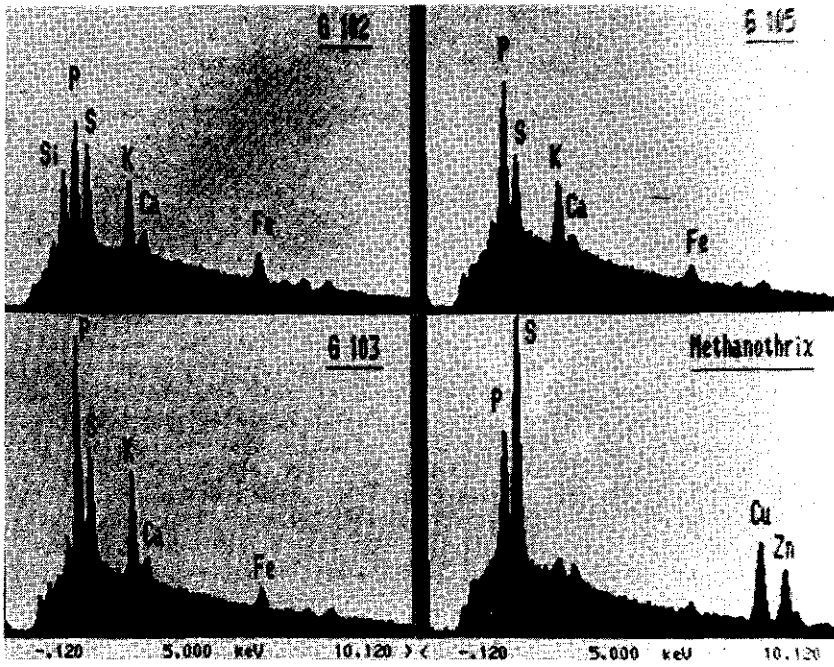 G 102
P
S
Si
K
Ca
Fe
G 105
P
S
K
Ca
Fe
G 103
P
S
K
Ca
Fe
Methanothrix
S
P
Cu
Zn
-.120 5.000 keV 10.120 > < -.120 5.000 keV 10.120